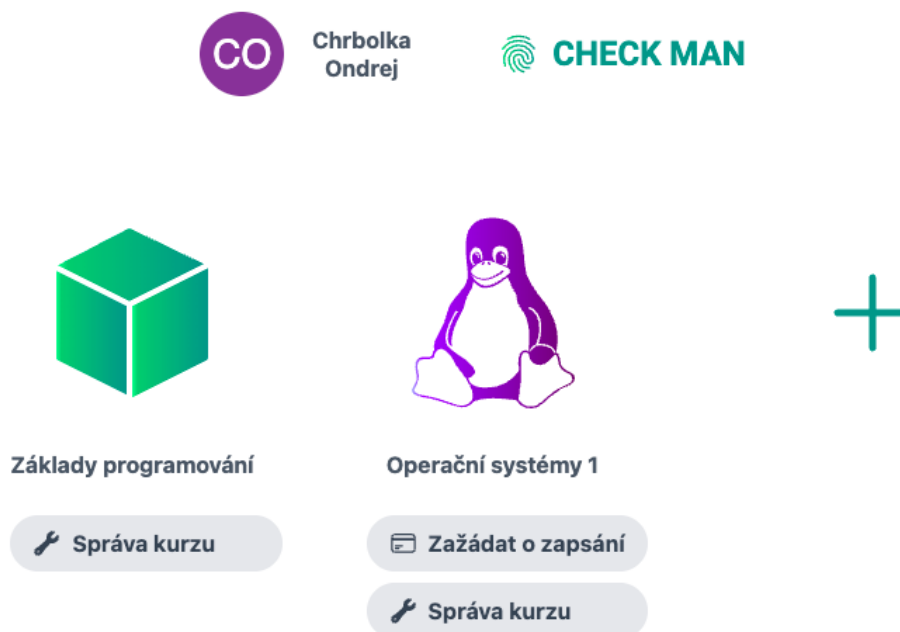 CO
Chrbolka
Ondrej
CHECK MAN
Základy programování
Operační systémy 1
Správa kurzu
Zažádat o zapsání
Správa kurzu